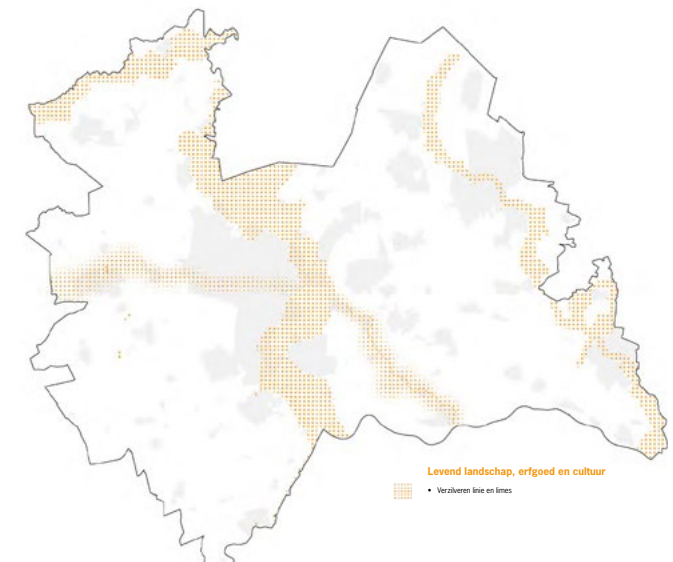 Levend landschap, erfgoed en cultuur
• Verzilveren linie en limes